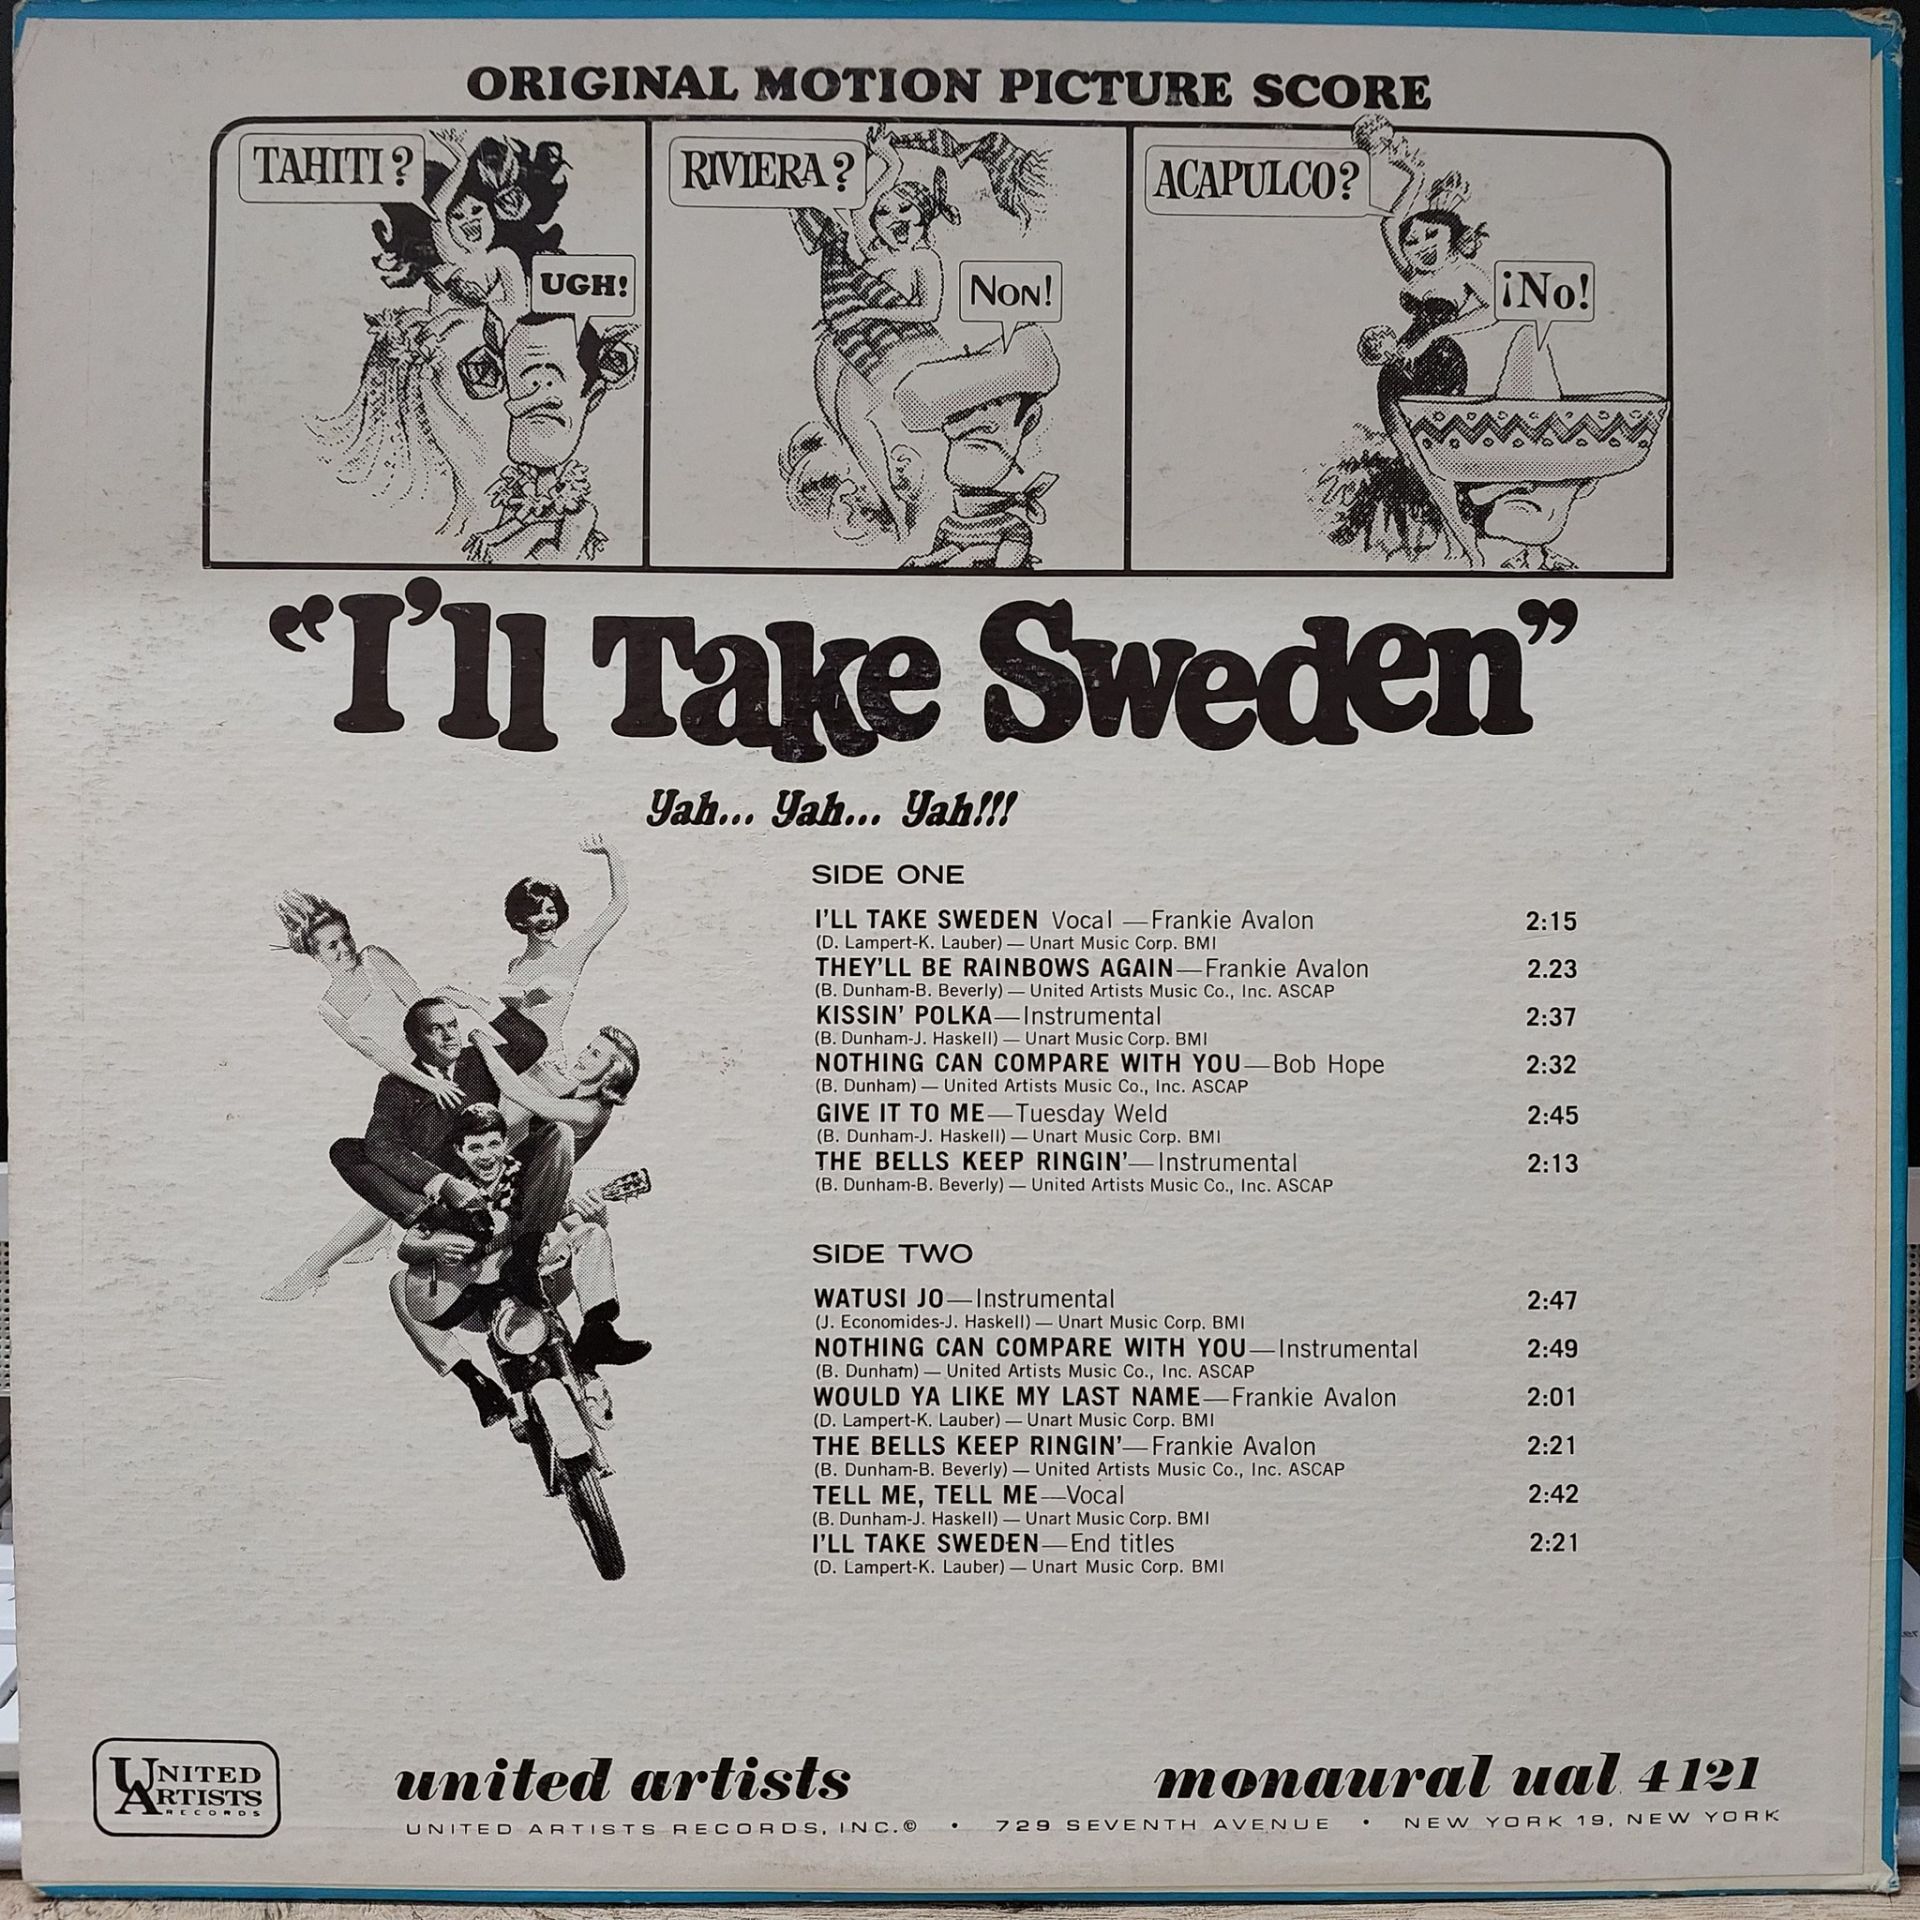 ORIGINAL MOTION PICTURE SCORE
TAHITI?
UGH!
RIVIERA?
NON!
ACAPULCO?
¡No!
“I’ll Take Sweden”
Yah... Yah... Yah!!!
SIDE ONE
I’LL TAKE SWEDEN Vocal —Frankie Avalon 2:15
(D. Lampert-K. Lauber) — Unart Music Corp. BMI
THEY’LL BE RAINBOWS AGAIN—Frankie Avalon 2.23
(B. Dunham-B. Beverly) — United Artists Music Co., Inc. ASCAP
KISSIN’ POLKA—Instrumental 2:37
(B. Dunham-J. Haskell) — Unart Music Corp. BMI
NOTHING CAN COMPARE WITH YOU—Bob Hope 2:32
(B. Dunham) — United Artists Music Co., Inc. ASCAP
GIVE IT TO ME—Tuesday Weld 2:45
(B. Dunham-J. Haskell) — Unart Music Corp. BMI
THE BELLS KEEP RINGIN’—Instrumental 2:13
(B. Dunham-B. Beverly) — United Artists Music Co., Inc. ASCAP
SIDE TWO
WATUSI JO—Instrumental 2:47
(J. Economides-J. Haskell) — Unart Music Corp. BMI
NOTHING CAN COMPARE WITH YOU—Instrumental 2:49
(B. Dunham) — United Artists Music Co., Inc. ASCAP
WOULD YA LIKE MY LAST NAME—Frankie Avalon 2:01
(D. Lampert-K. Lauber) — Unart Music Corp. BMI
THE BELLS KEEP RINGIN’—Frankie Avalon 2:21
(B. Dunham-B. Beverly) — United Artists Music Co., Inc. ASCAP
TELL ME, TELL ME—Vocal 2:42
(B. Dunham-J. Haskell) — Unart Music Corp. BMI
I’LL TAKE SWEDEN—End titles 2:21
(D. Lampert-K. Lauber) — Unart Music Corp. BMI
UNITED
ARTISTS
RECORDS
united artists monaural ual 4121
UNITED ARTISTS RECORDS, INC.© • 729 SEVENTH AVENUE • NEW YORK 19, NEW YORK